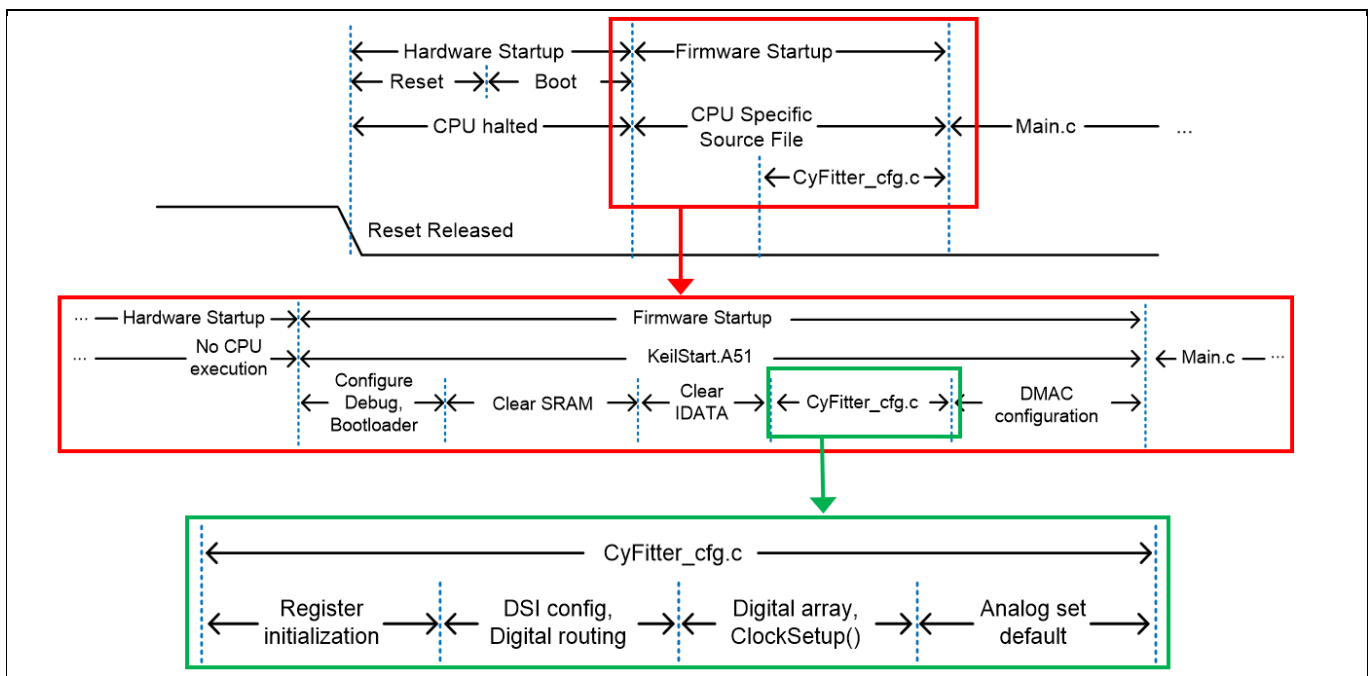 Hardware Startup
Firmware Startup
Reset
Boot
CPU halted
CPU Specific
Source File
Main.c
...
CyFitter_cfg.c
Reset Released
...
Hardware Startup
Firmware Startup
...
No CPU
execution
KeilStart.A51
Main.c
...
Configure
Debug,
Bootloader
Clear SRAM
Clear
IDATA
CyFitter_cfg.c
DMAC
configuration
CyFitter_cfg.c
Register
initialization
DSI config,
Digital routing
Digital array,
ClockSetup()
Analog set
default